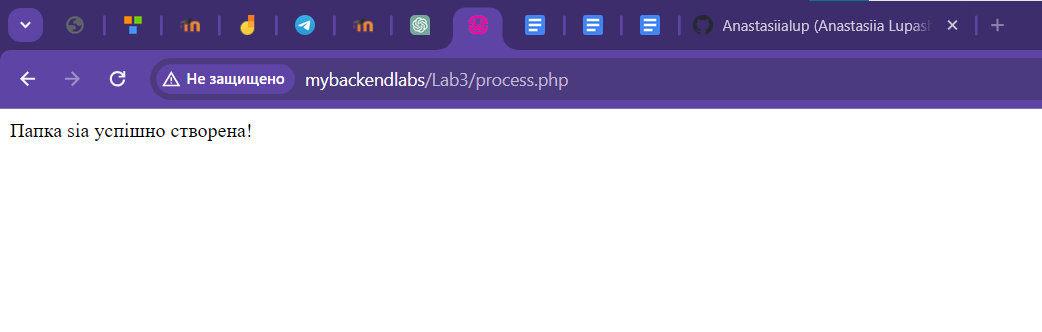 Anastasiialup (Anastasiia Lupas
Не защищено
mybackendlabs/Lab3/process.php
Папка sia успішно створена!